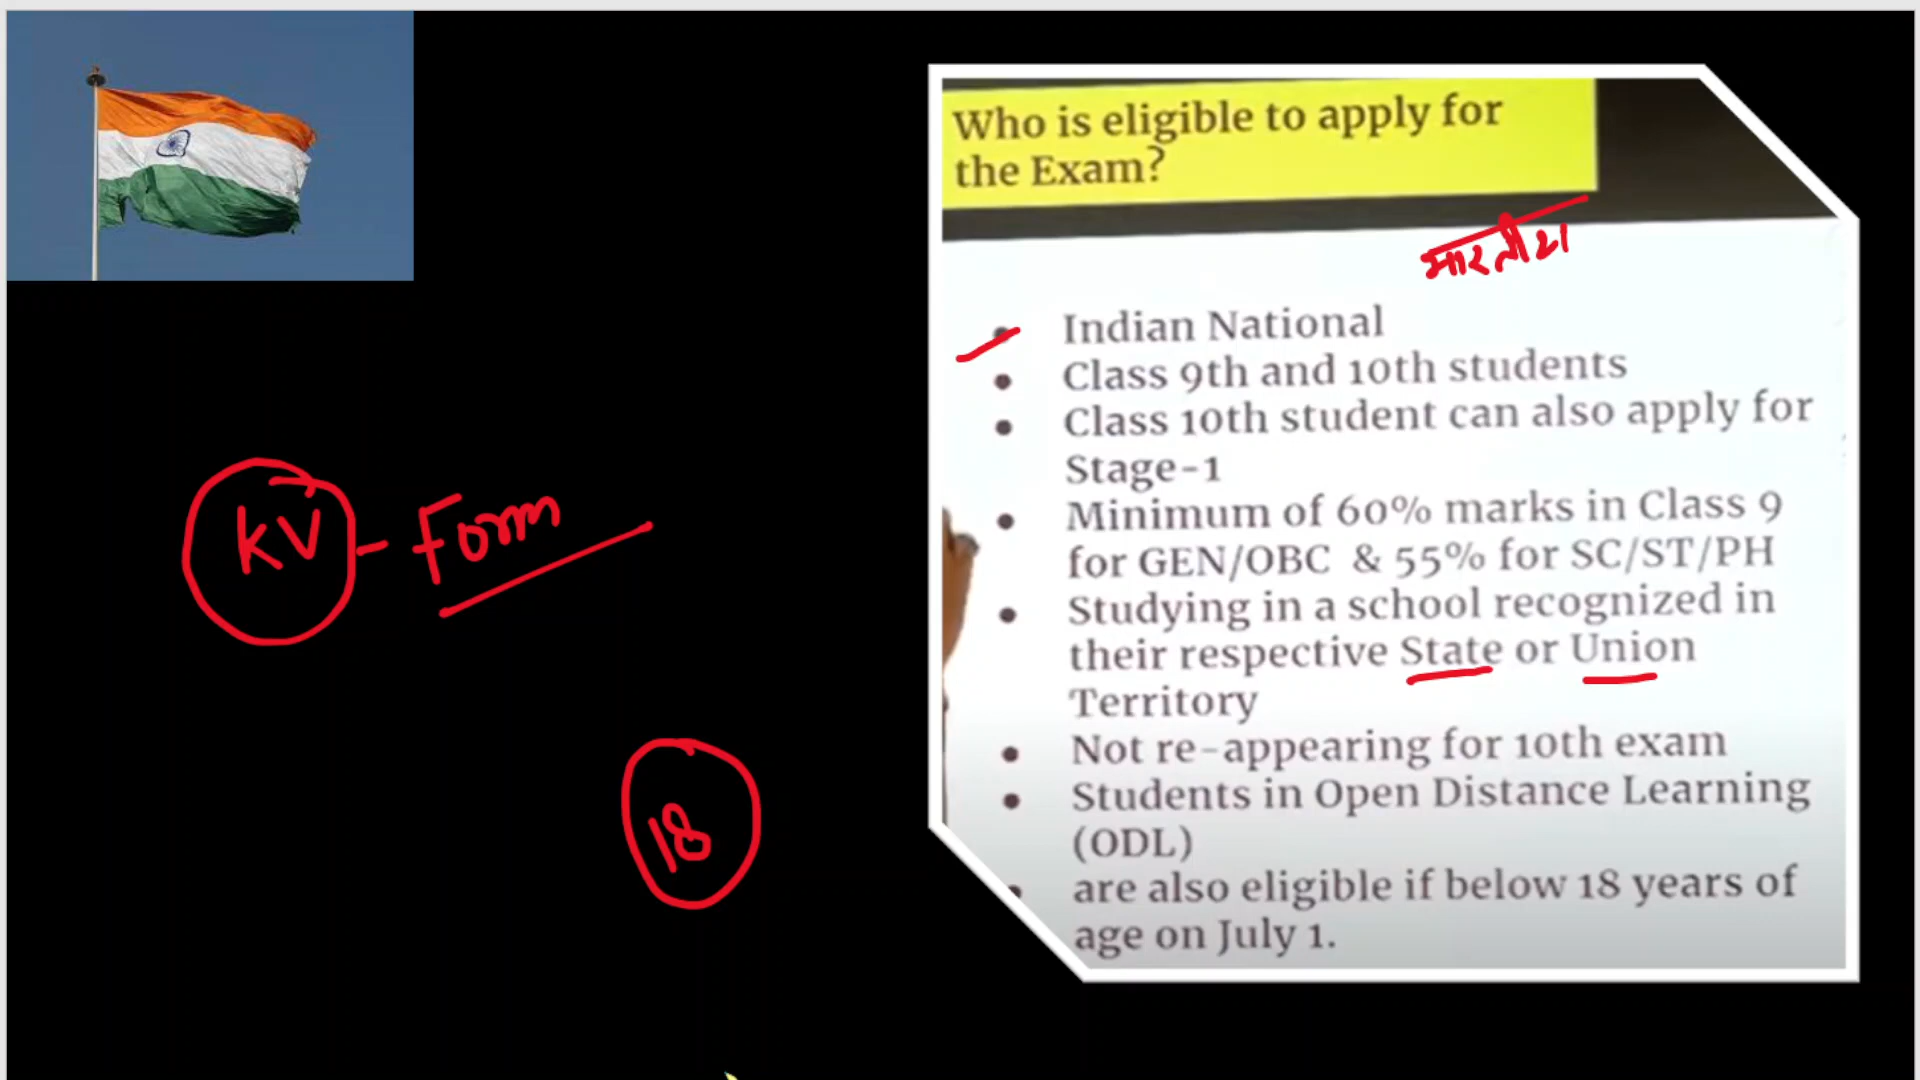 Who is eligible to apply for
the Exam?
भारतीय
Indian National
Class 9th and 10th students
Class 10th student can also apply for
Stage-1
Minimum of 60% marks in Class 9
for GEN/OBC & 55% for SC/ST/PH
Studying in a school recognized in
their respective State or Union
Territory
Not re-appearing for 10th exam
Students in Open Distance Learning
(ODL)
are also eligible if below 18 years of
age on July 1.
KV - Form
18